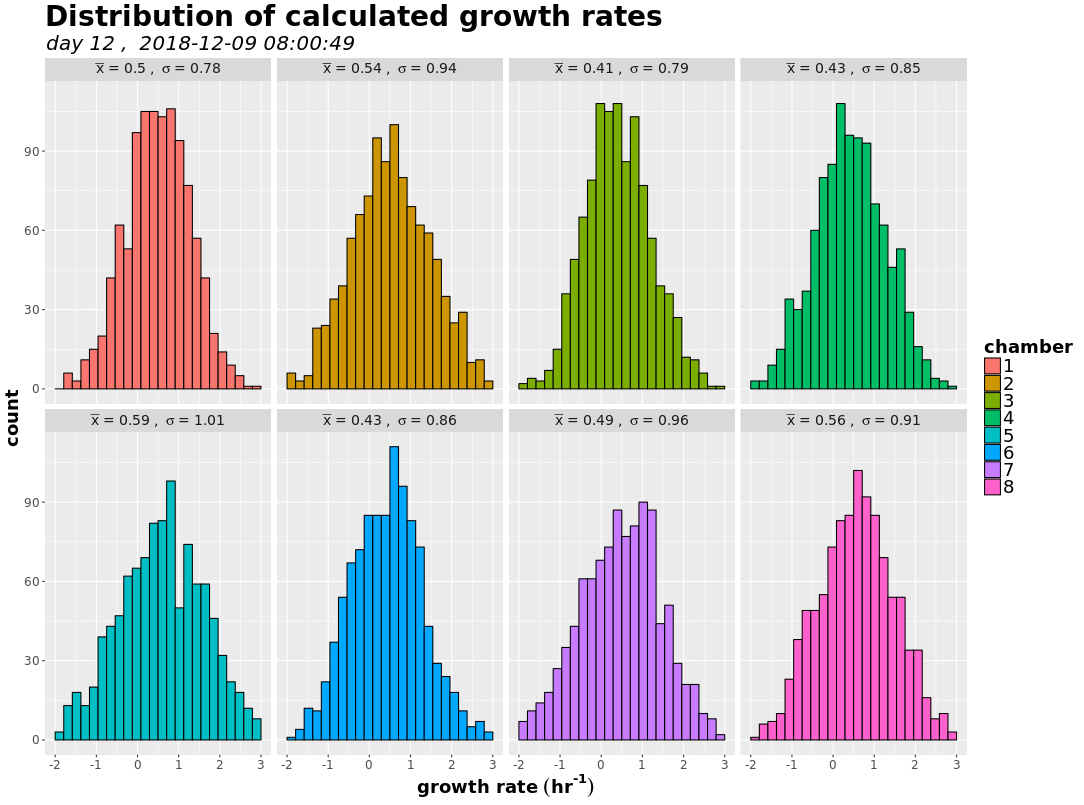 Distribution of calculated growth rates
day 12 ,  2018-12-09 08:00:49
x̅ = 0.5 ,  σ = 0.78
x̅ = 0.54 ,  σ = 0.94
x̅ = 0.41 ,  σ = 0.79
x̅ = 0.43 ,  σ = 0.85
90
60
30
0
x̅ = 0.59 ,  σ = 1.01
x̅ = 0.43 ,  σ = 0.86
x̅ = 0.49 ,  σ = 0.96
x̅ = 0.56 ,  σ = 0.91
90
60
30
0
-2 -1 0 1 2 3
-2 -1 0 1 2 3
-2 -1 0 1 2 3
-2 -1 0 1 2 3
growth rate (hr⁻¹)
count
chamber
1
2
3
4
5
6
7
8